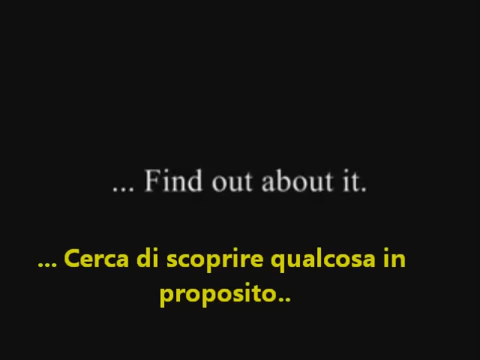 ... Find out about it.
... Cerca di scoprire qualcosa in
proposito..